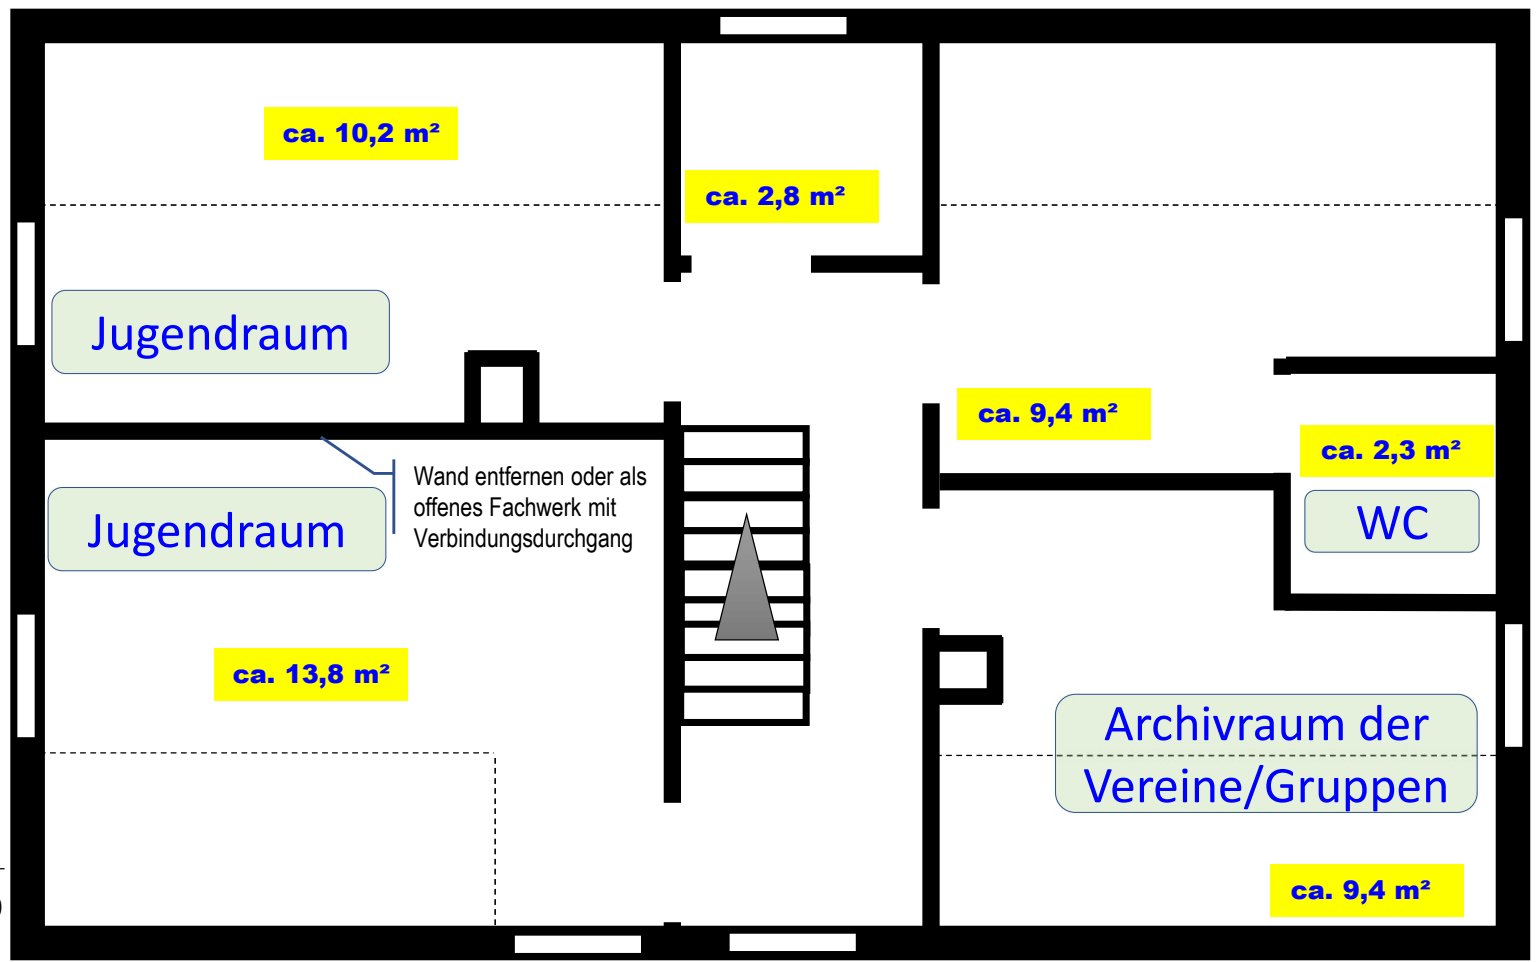 ca. 10,2 m²
ca. 2,8 m²
Jugendraum
ca. 9,4 m²
ca. 2,3 m²
Wand entfernen oder als
offenes Fachwerk mit
Verbindungsdurchgang
Jugendraum
WC
ca. 13,8 m²
Archivraum der
Vereine/Gruppen
ca. 9,4 m²